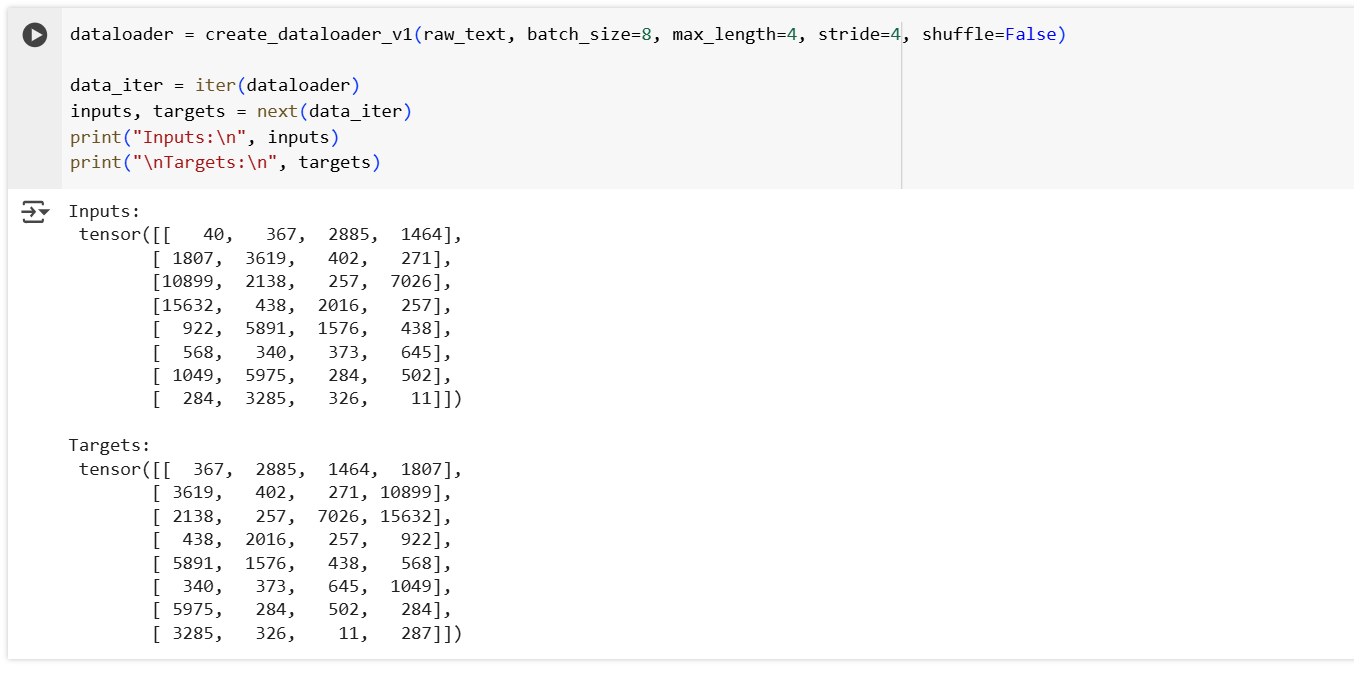 dataloader = create_dataloader_v1(raw_text, batch_size=8, max_length=4, stride=4, shuffle=False)
data_iter = iter(dataloader)
inputs, targets = next(data_iter)
print("Inputs:\n", inputs)
print("\nTargets:\n", targets)
Inputs:
 tensor([[   40,   367,  2885,  1464],
        [ 1807,  3619,   402,   271],
        [10899,  2138,   257,  7026],
        [15632,   438,  2016,   257],
        [  922,  5891,  1576,   438],
        [  568,   340,   373,   645],
        [ 1049,  5975,   284,   502],
        [  284,  3285,   326,    11]])
Targets:
 tensor([[  367,  2885,  1464,  1807],
        [ 3619,   402,   271, 10899],
        [ 2138,   257,  7026, 15632],
        [  438,  2016,   257,   922],
        [ 5891,  1576,   438,   568],
        [  340,   373,   645,  1049],
        [ 5975,   284,   502,   284],
        [ 3285,   326,    11,   287]])